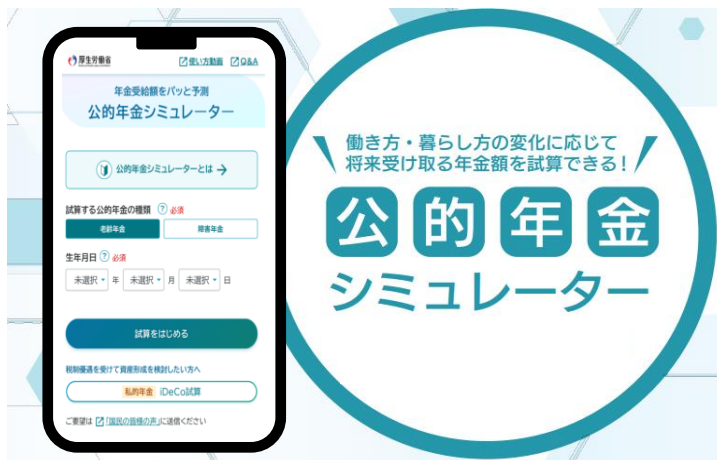 厚生労働省
使い方動画 Q&A
年金受給額をパッと予測
公的年金シミュレーター
公的年金シミュレーターとは →
試算する公的年金の種類 ? 必須
老齢年金 障害年金
生年月日 ? 必須
未選択 年 未選択 月 未選択 日
試算をはじめる
税制優遇を受けて資産形成を検討したい方へ
私的年金 iDeCo試算
ご要望は「国民の皆様の声」に送信ください
働き方・暮らし方の変化に応じて
将来受け取る年金額を試算できる!
公的年金
シミュレーター